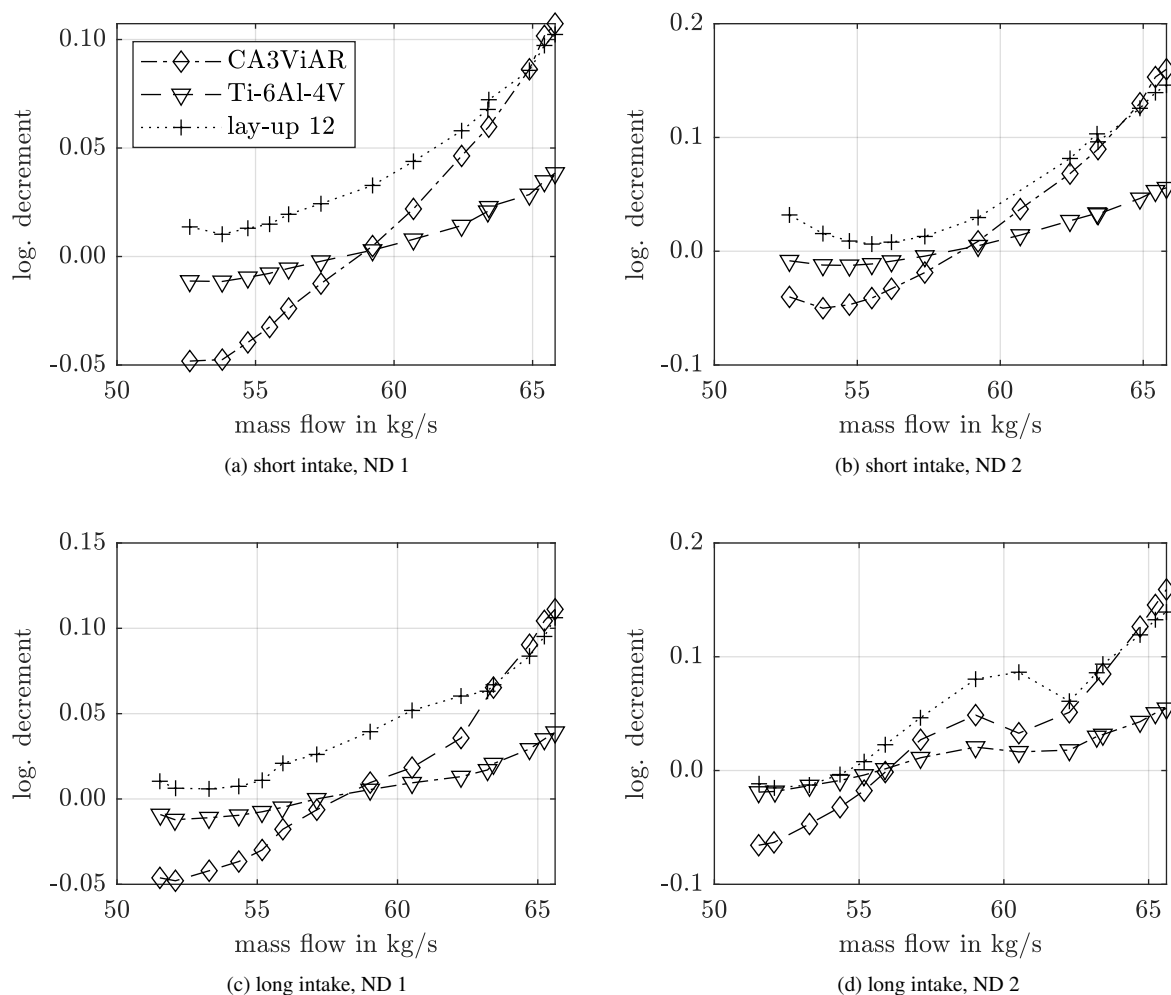 0.10
0.05
0.00
-0.05
log. decrement
CA3ViAR
Ti-6Al-4V
lay-up 12
50
55
60
65
mass flow in kg/s
(a) short intake, ND 1
0.2
0.1
0.0
-0.1
log. decrement
50
55
60
65
mass flow in kg/s
(b) short intake, ND 2
0.15
0.10
0.05
0.00
-0.05
log. decrement
50
55
60
65
mass flow in kg/s
(c) long intake, ND 1
0.2
0.1
0.0
-0.1
log. decrement
50
55
60
65
mass flow in kg/s
(d) long intake, ND 2